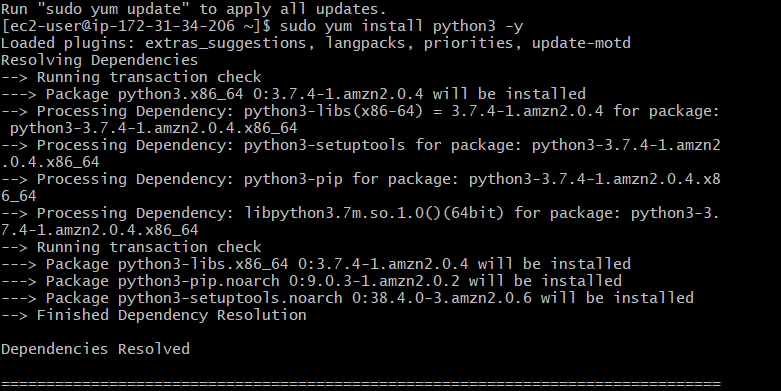 Run "sudo yum update" to apply all updates.
[ec2-user@ip-172-31-34-206 ~]$ sudo yum install python3 -y
Loaded plugins: extras_suggestions, langpacks, priorities, update-motd
Resolving Dependencies
--> Running transaction check
---> Package python3.x86_64 0:3.7.4-1.amzn2.0.4 will be installed
--> Processing Dependency: python3-libs(x86-64) = 3.7.4-1.amzn2.0.4 for package:
 python3-3.7.4-1.amzn2.0.4.x86_64
--> Processing Dependency: python3-setuptools for package: python3-3.7.4-1.amzn2
.0.4.x86_64
--> Processing Dependency: python3-pip for package: python3-3.7.4-1.amzn2.0.4.x8
6_64
--> Processing Dependency: libpython3.7m.so.1.0()(64bit) for package: python3-3.
7.4-1.amzn2.0.4.x86_64
--> Running transaction check
---> Package python3-libs.x86_64 0:3.7.4-1.amzn2.0.4 will be installed
---> Package python3-pip.noarch 0:9.0.3-1.amzn2.0.2 will be installed
---> Package python3-setuptools.noarch 0:38.4.0-3.amzn2.0.6 will be installed
--> Finished Dependency Resolution

Dependencies Resolved

================================================================================